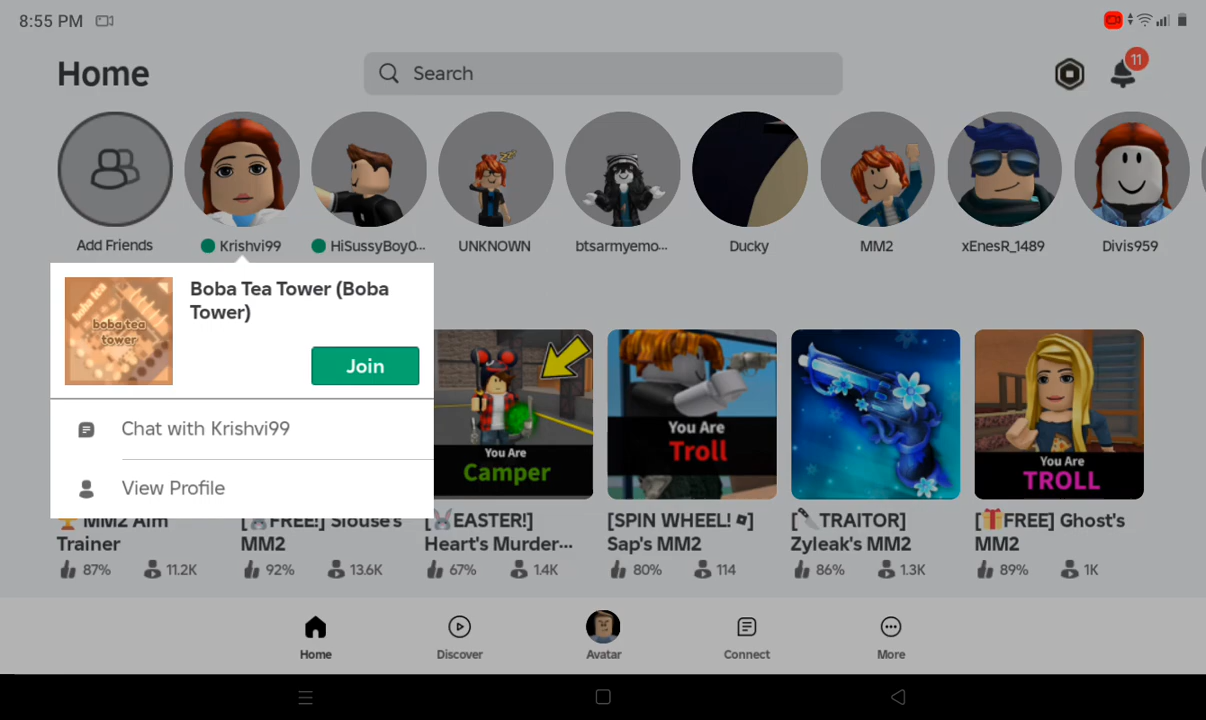 8:55 PM
Home
Search
11
Add Friends
Krishvi99
HiSussyBoy0...
UNKNOWN
btsarmyemo...
Ducky
MM2
xEnesR_1489
Divis959
boba tea
boba tea
tower
Boba Tea Tower (Boba
Tower)
Join
Chat with Krishvi99
View Profile
You Are
Camper
You Are
Troll
You Are
TROLL
MM2 Aim
Trainer
87% 11.2K
[🐰FREE!] Slouse's
MM2
92% 13.6K
[🐰EASTER!]
Heart's Murder...
67% 1.4K
[SPIN WHEEL! ]
Sap's MM2
80% 114
[🔪TRAITOR]
Zyleak's MM2
86% 1.3K
[🎁FREE] Ghost's
MM2
89% 1K
Home
Discover
Avatar
Connect
More